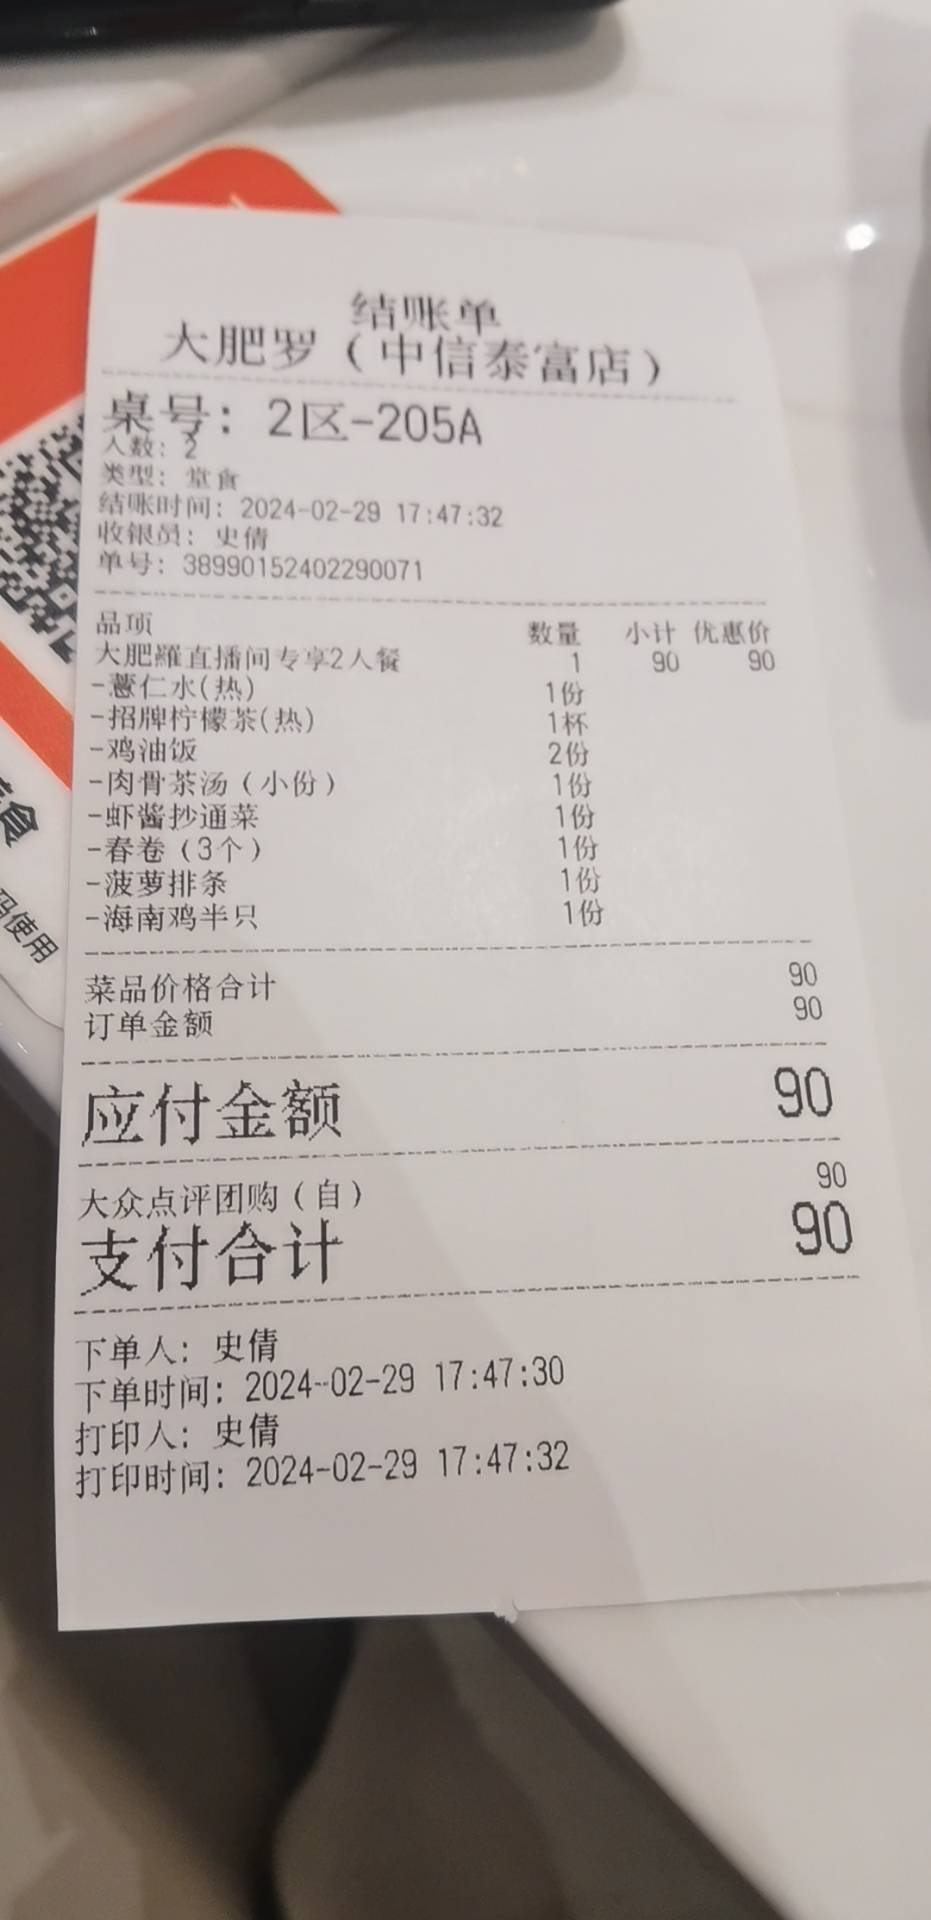 结账单
大肥罗（中信泰富店）
桌号：2区-205A
人数：2
类型：堂食
结账时间：2024-02-29 17:47:32
收银员：史倩
单号：38990152402290071
品项 数量 小计 优惠价
大肥羅直播间专享2人餐 1 90 90
-薏仁水(热) 1份
-招牌柠檬茶(热) 1杯
-鸡油饭 2份
-肉骨茶汤（小份） 1份
-虾酱抄通菜 1份
-春卷（3个） 1份
-菠萝排条 1份
-海南鸡半只 1份
菜品价格合计 90
订单金额 90
应付金额 90
大众点评团购（自） 90
支付合计 90
下单人：史倩
下单时间：2024-02-29 17:47:30
打印人：史倩
打印时间：2024-02-29 17:47:32
食
码使用